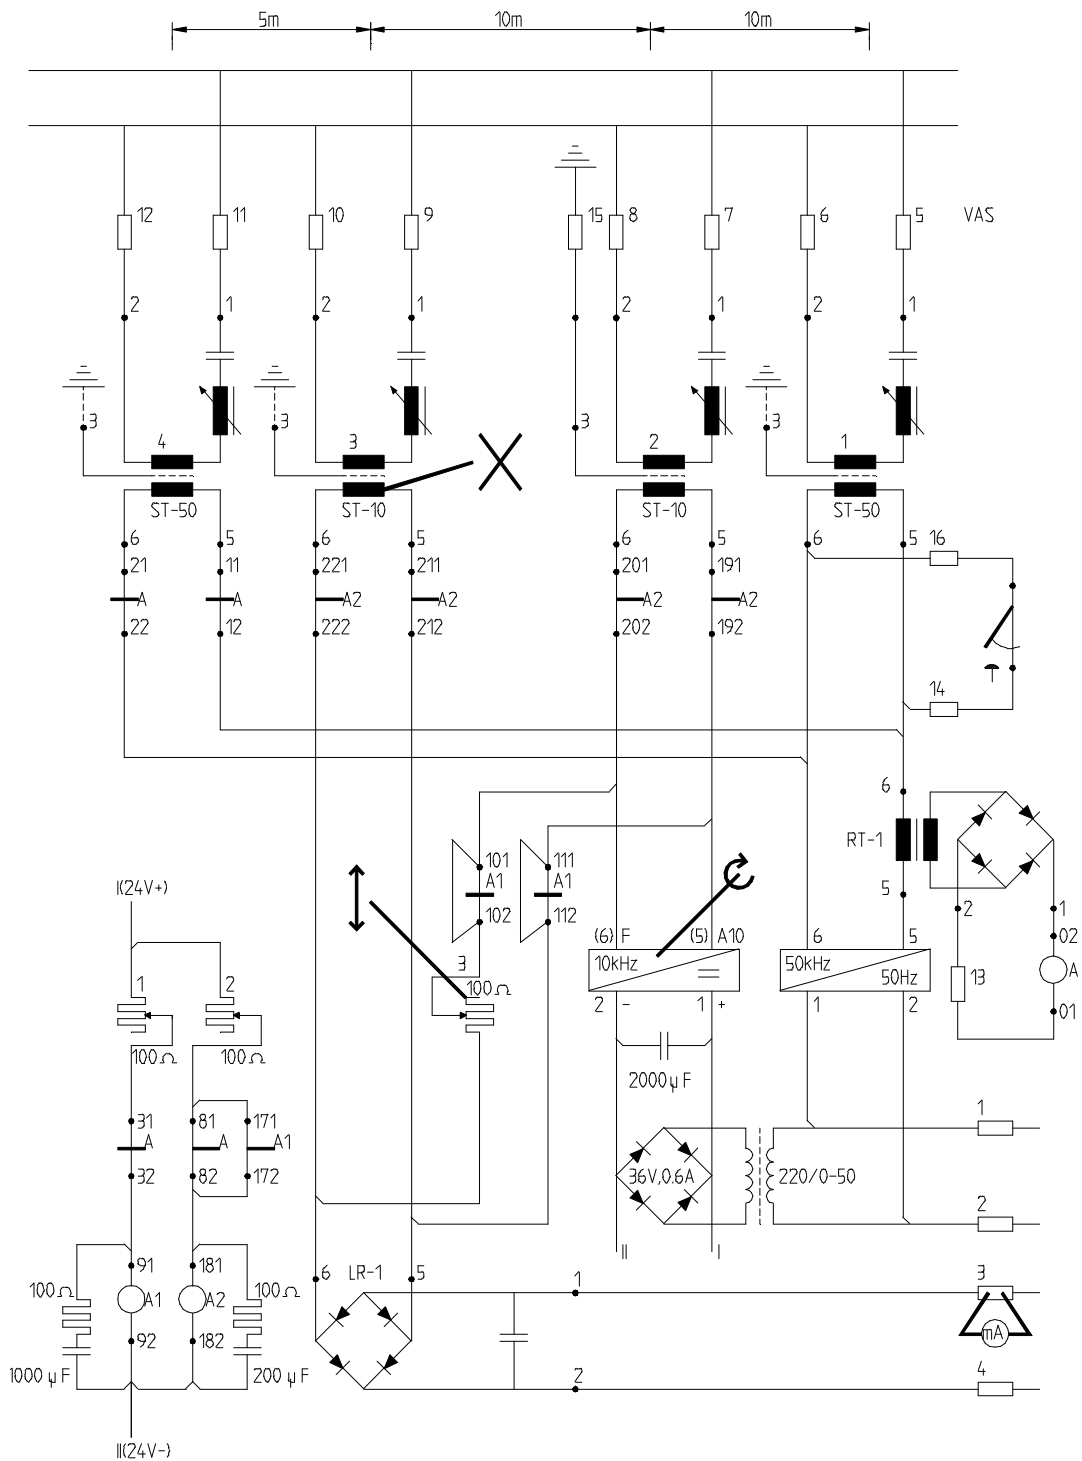 5m 10m 10m
12 11 10 9 15 8 7 6 5 VAS
2 1 2 1 2 1 2 1
3 3 3 3
4 3 2 1
ST-50 ST-10 ST-10 ST-50
6 5 6 5 6 5 6 5 16
21 11 221 211 201 191
A A A2 A2 A2 A2
22 12 222 212 202 192
14
6
RT-1
101 111
A1 A1
I(24V+)
5 2 1
102 112
(6) F (5) A10 6 5 02
3 10kHz 50kHz 50Hz 13 A
1 2 100Ω
2 - 1 + 1 2 01
100Ω 100Ω
2000μF
1
31 81 171
A A A1
32 82 172 36V,0.6A 220/0-50
2
II I
91 181 6 LR-1 5 1 3
100Ω 100Ω
A1 A2
mA
92 182
1000μF 200μF 2 4
II(24V-)